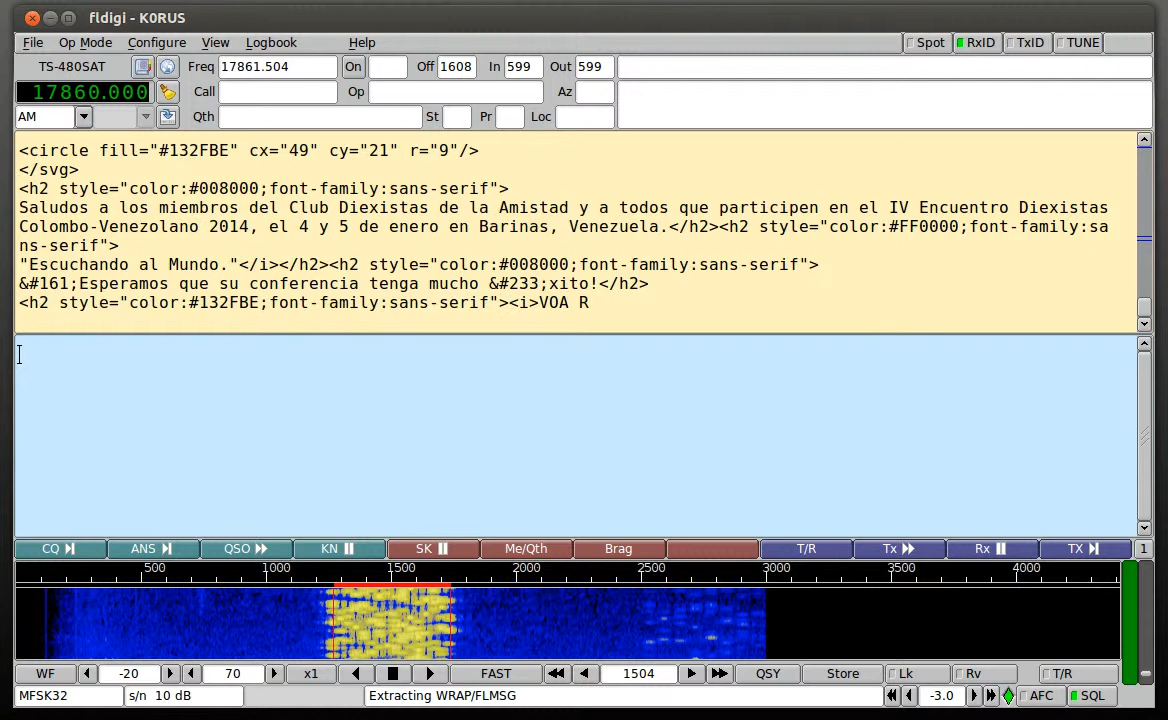 fldigi - K0RUS
File Op Mode Configure View Logbook Help Spot RxID TxID TUNE
TS-480SAT Freq 17861.504 On Off 1608 In 599 Out 599
17860.000 Call Op Az
AM Qth St Pr Loc
<circle fill="#132FBE" cx="49" cy="21" r="9"/>
</svg>
<h2 style="color:#008000;font-family:sans-serif">
Saludos a los miembros del Club Diexistas de la Amistad y a todos que participen en el IV Encuentro Diexistas
Colombo-Venezolano 2014, el 4 y 5 de enero en Barinas, Venezuela.</h2><h2 style="color:#FF0000;font-family:sa
ns-serif">
"Escuchando al Mundo."</i></h2><h2 style="color:#008000;font-family:sans-serif">
&#161;Esperamos que su conferencia tenga mucho &#233;xito!</h2>
<h2 style="color:#132FBE;font-family:sans-serif"><i>VOA R
CQ ANS QSO KN SK Me/Qth Brag T/R Tx Rx TX 1
500 1000 1500 2000 2500 3000 3500 4000
WF -20 70 x1 FAST 1504 QSY Store Lk Rv T/R
MFSK32 s/n 10 dB Extracting WRAP/FLMSG -3.0 AFC SQL